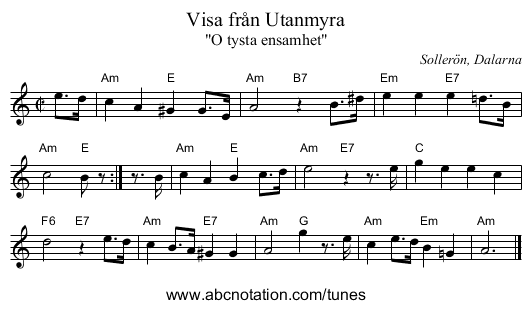 Visa från Utanmyra
"O tysta ensamhet"
Sollerön, Dalarna
Am E Am B7 Em E7
Am E Am E Am E7 C
F6 E7 Am E7 Am G Am Em Am
www.abcnotation.com/tunes